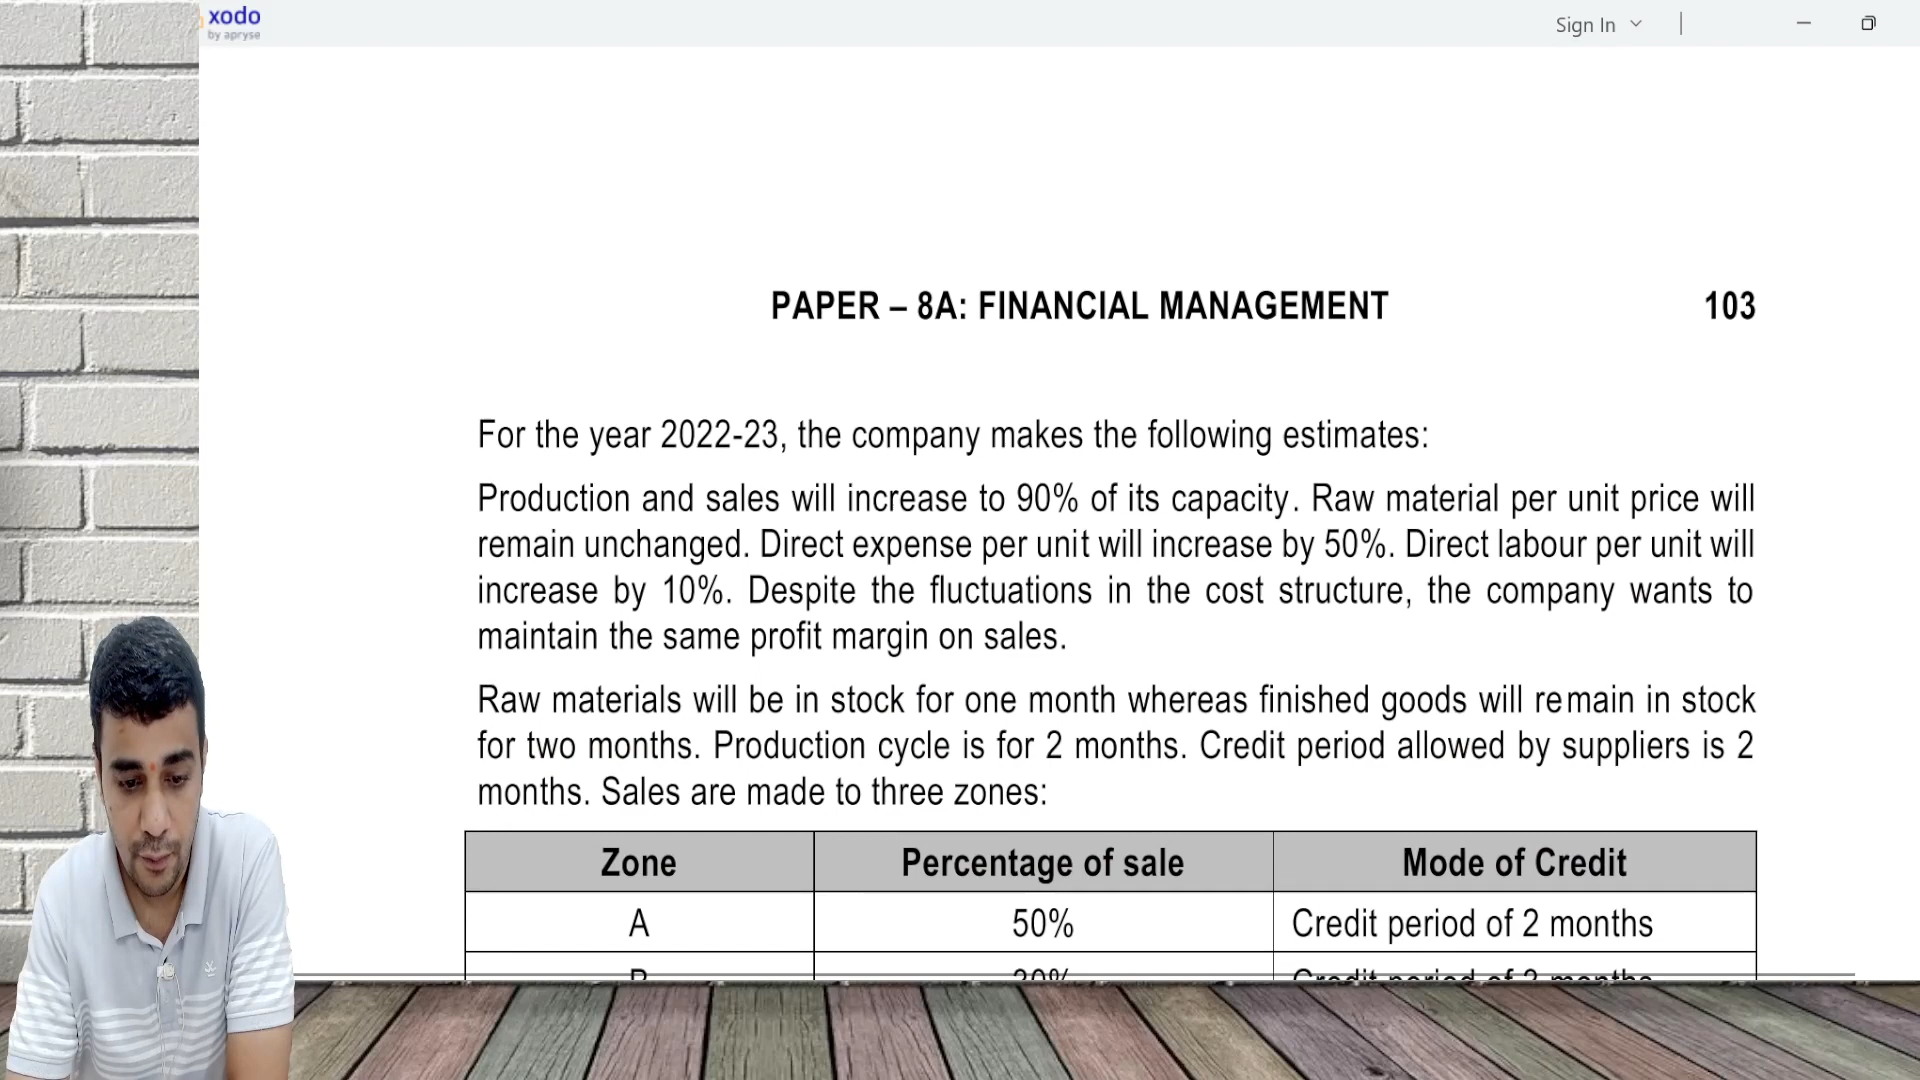 xodo
by apryse
Sign In
PAPER – 8A: FINANCIAL MANAGEMENT 103
For the year 2022-23, the company makes the following estimates:
Production and sales will increase to 90% of its capacity. Raw material per unit price will
remain unchanged. Direct expense per unit will increase by 50%. Direct labour per unit will
increase by 10%. Despite the fluctuations in the cost structure, the company wants to
maintain the same profit margin on sales.
Raw materials will be in stock for one month whereas finished goods will remain in stock
for two months. Production cycle is for 2 months. Credit period allowed by suppliers is 2
months. Sales are made to three zones:
Zone Percentage of sale Mode of Credit
A 50% Credit period of 2 months